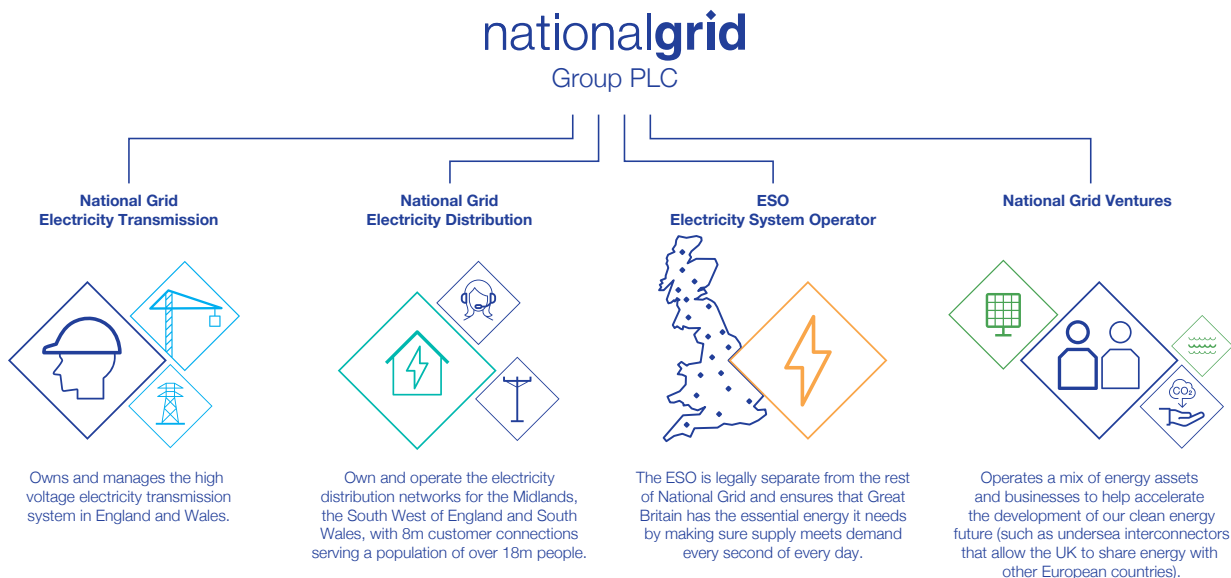 nationalgrid
Group PLC
National Grid
Electricity Transmission
Owns and manages the high
voltage electricity transmission
system in England and Wales.
National Grid
Electricity Distribution
Own and operate the electricity
distribution networks for the Midlands,
the South West of England and South
Wales, with 8m customer connections
serving a population of over 18m people.
ESO
Electricity System Operator
The ESO is legally separate from the rest
of National Grid and ensures that Great
Britain has the essential energy it needs
by making sure supply meets demand
every second of every day.
National Grid Ventures
CO₂
Operates a mix of energy assets
and businesses to help accelerate
the development of our clean energy
future (such as undersea interconnectors
that allow the UK to share energy with
other European countries).